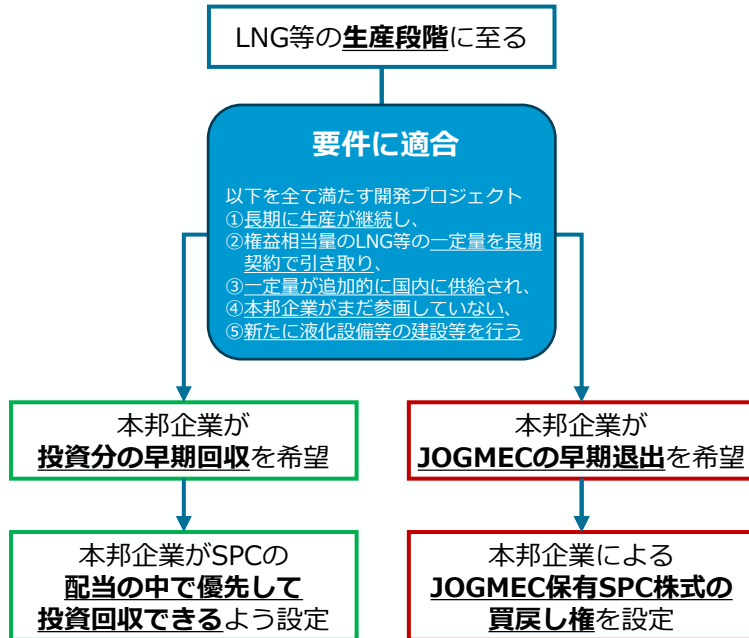 LNG等の生産段階に至る
要件に適合
以下を全て満たす開発プロジェクト
①長期に生産が継続し、
②権益相当量のLNG等の一定量を長期
契約で引き取り、
③一定量が追加的に国内に供給され、
④本邦企業がまだ参画していない、
⑤新たに液化設備等の建設等を行う
本邦企業が
投資分の早期回収を希望
本邦企業がSPCの
配当の中で優先して
投資回収できるよう設定
本邦企業が
JOGMECの早期退出を希望
本邦企業による
JOGMEC保有SPC株式の
買戻し権を設定